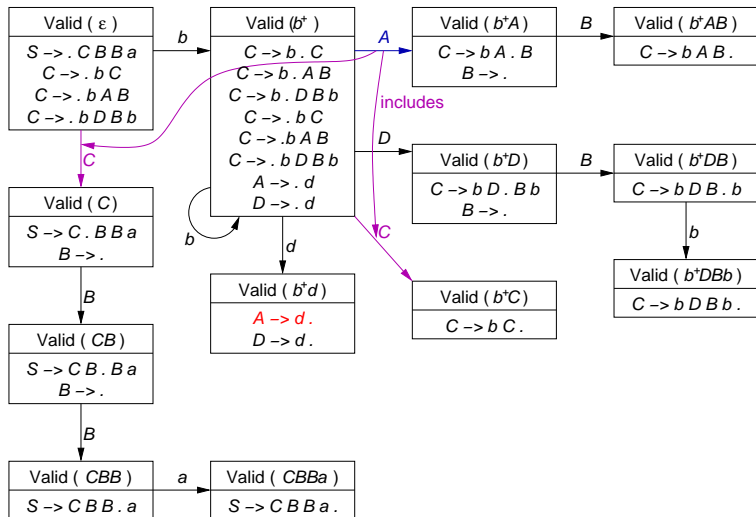 Valid ( ε )
S -> . C B B a
C -> . b C
C -> . b A B
C -> . b D B b
b
Valid ( b⁺ )
C -> b . C
C -> b . A B
C -> b . D B b
C -> . b C
C -> . b A B
C -> . b D B b
A -> . d
D -> . d
A
Valid ( b⁺A )
C -> b A . B
B -> .
B
Valid ( b⁺AB )
C -> b A B .
includes
C
D
Valid ( b⁺D )
C -> b D . B b
B -> .
B
Valid ( b⁺DB )
C -> b D B . b
Valid ( C )
S -> C . B B a
B -> .
b
d
C
b
Valid ( b⁺d )
A -> d .
D -> d .
Valid ( b⁺C )
C -> b C .
Valid ( b⁺DBb )
C -> b D B b .
B
Valid ( CB )
S -> C B . B a
B -> .
B
Valid ( CBB )
S -> C B B . a
a
Valid ( CBBa )
S -> C B B a .